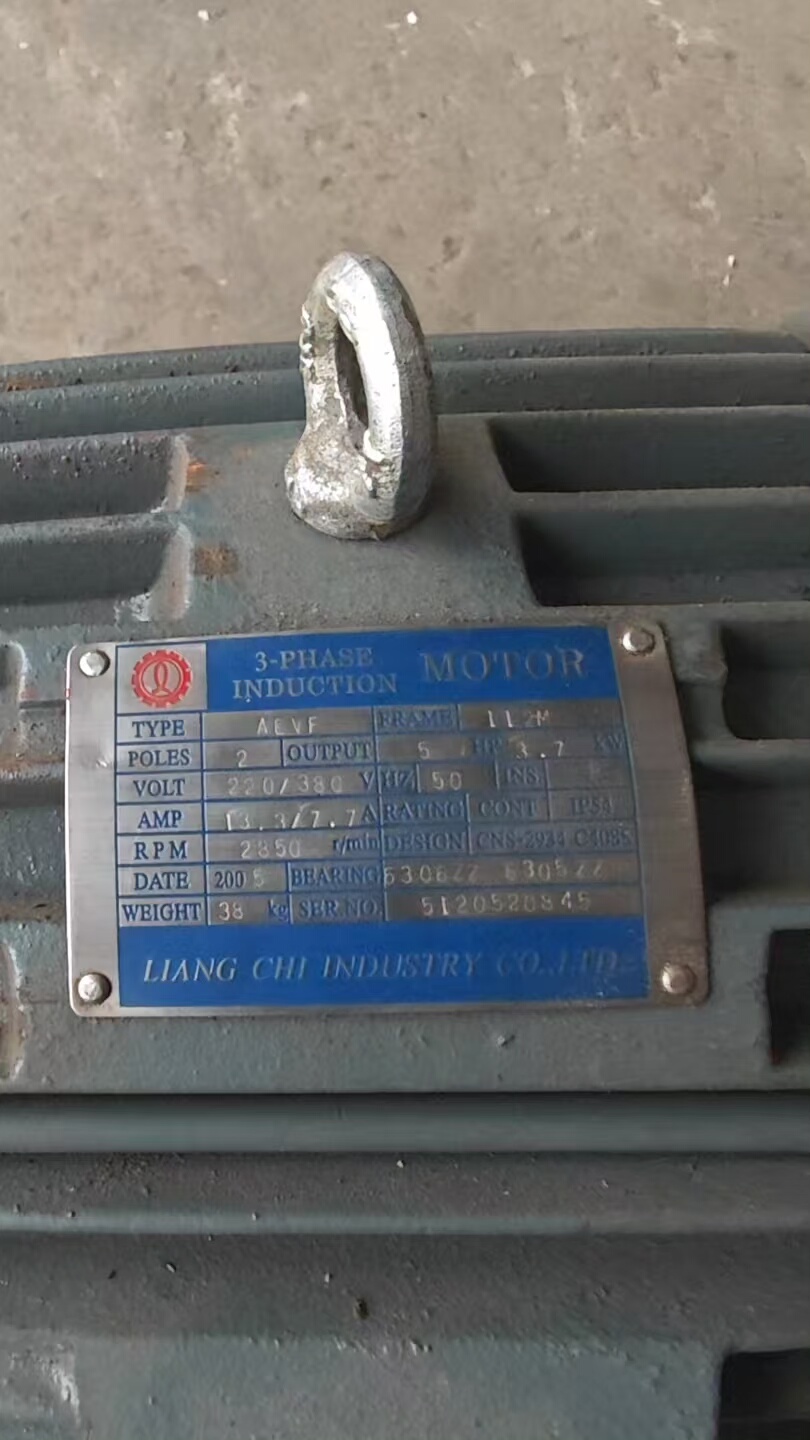 3-PHASE
INDUCTION MOTOR
TYPE AEVF FRAME 112M
POLES 2 OUTPUT 5 HP 3.7 KW
VOLT 220/380 V HZ 50 INS.
AMP 13.3/7.7 A RATING CONT IP54
RPM 2850 r/min DESIGN CNS-2934 C4085
DATE 2005 BEARING 6306ZZ 6305ZZ
WEIGHT 38 kg SER.NO. 5120520845
LIANG CHI INDUSTRY CO.,LTD.